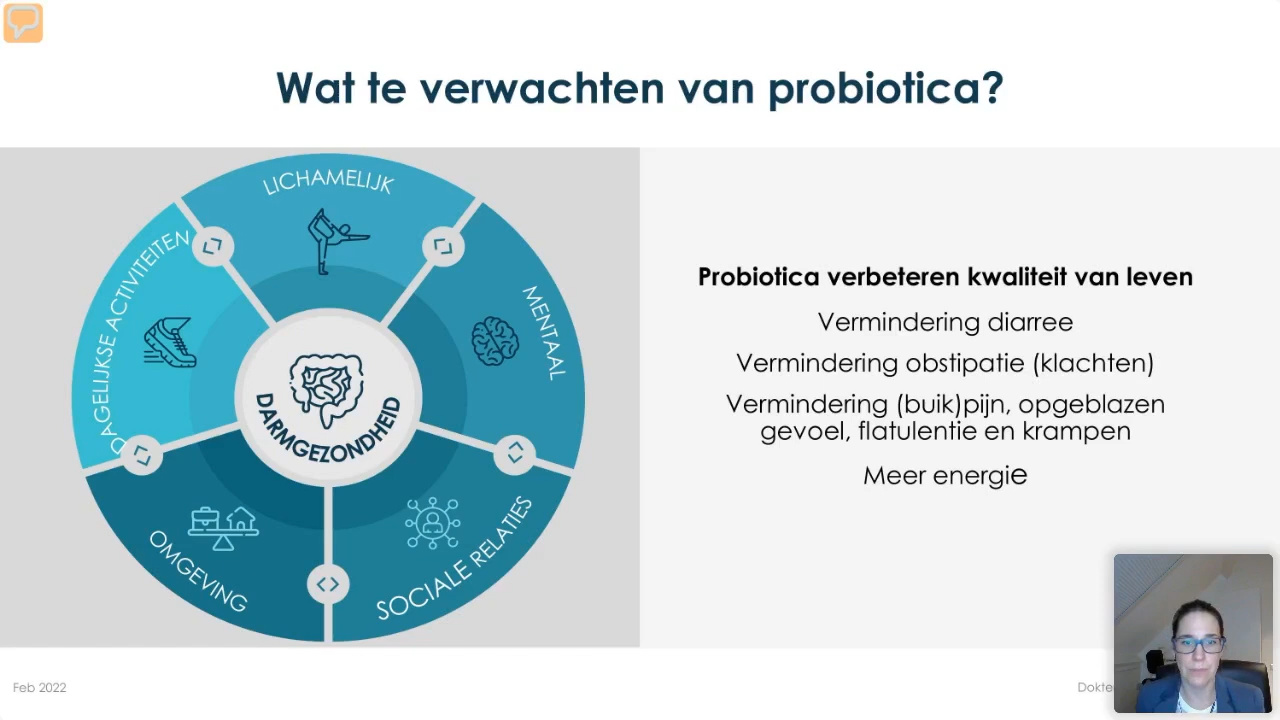 Wat te verwachten van probiotica?
LICHAMELIJK
DAGELIJKSE ACTIVITEITEN
MENTAAL
DARMGEZONDHEID
OMGEVING
SOCIALE RELATIES
Probiotica verbeteren kwaliteit van leven
Vermindering diarree
Vermindering obstipatie (klachten)
Vermindering (buik)pijn, opgeblazen
gevoel, flatulentie en krampen
Meer energie
Feb 2022